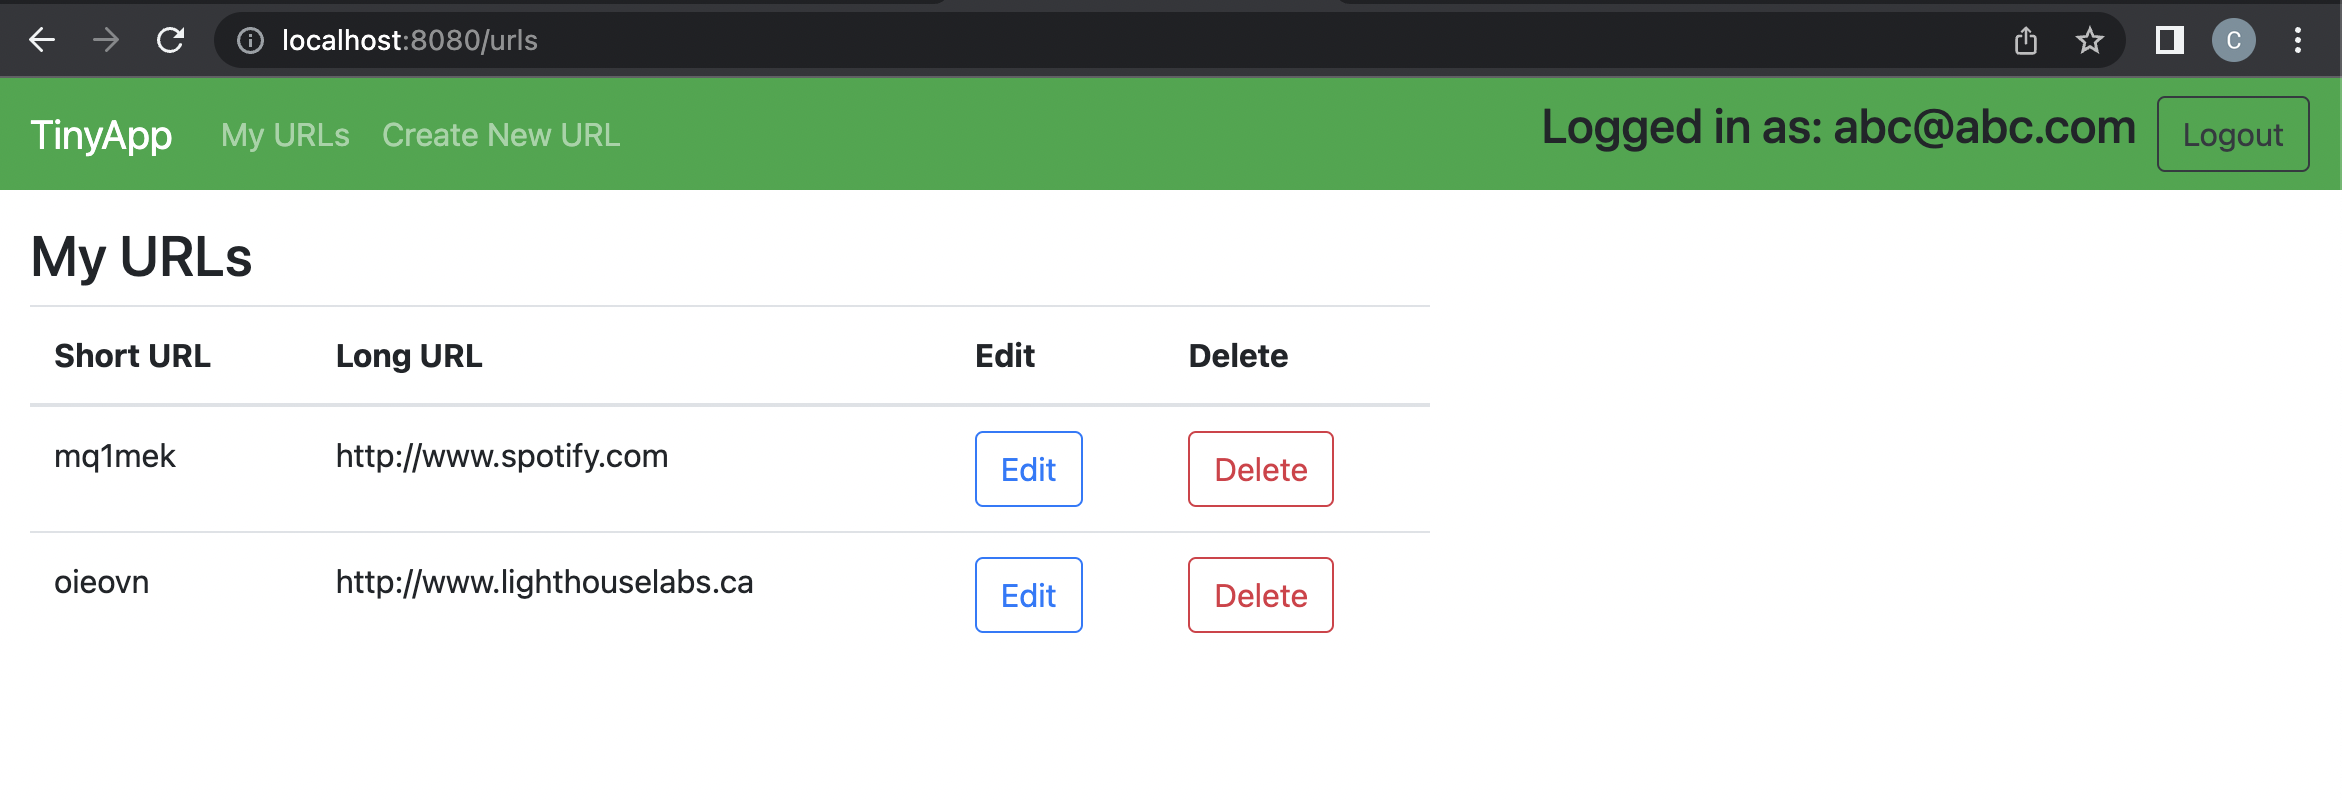 localhost:8080/urls
C
TinyApp My URLs Create New URL Logged in as: abc@abc.com Logout
My URLs
Short URL Long URL Edit Delete
mq1mek http://www.spotify.com Edit Delete
oieovn http://www.lighthouselabs.ca Edit Delete